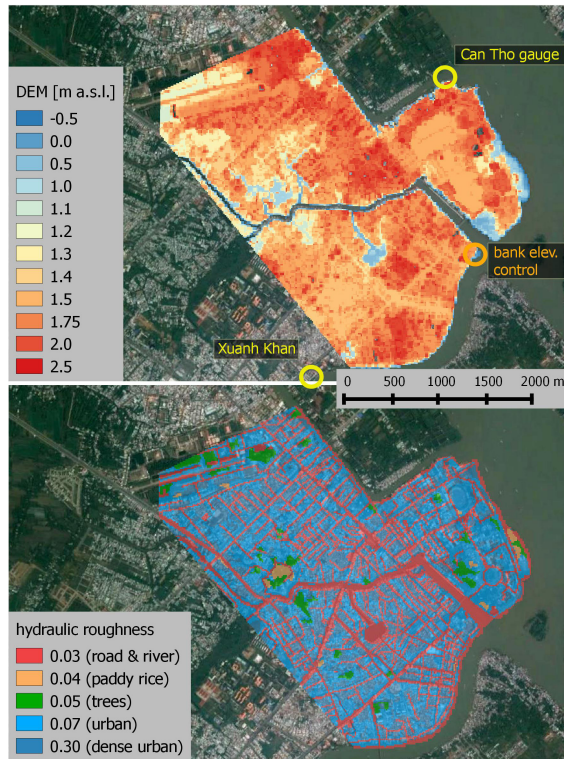 Can Tho gauge
DEM [m a.s.l.]
-0.5
0.0
0.5
1.0
1.1
1.2
1.3
1.4
1.5
1.75
2.0
2.5
bank elev.
control
Xuanh Khan
0 500 1000 1500 2000 m
hydraulic roughness
0.03 (road & river)
0.04 (paddy rice)
0.05 (trees)
0.07 (urban)
0.30 (dense urban)